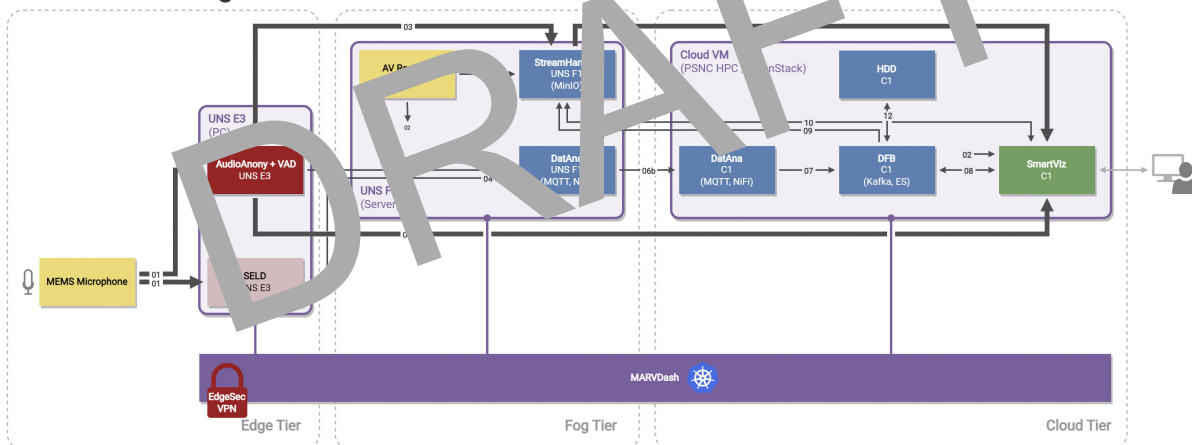 03
UNS E3
(PC)
AudioAnony + VAD
UNS E3
SELD
UNS E3
MEMS Microphone
01
01
AV
02
04
UNS
(Server
StreamHan
UNS F1
(MinIO)
DatAna
UNS F1
(MQTT, N
06b
Cloud VM
(PSNC HPC
nStack)
HDD
C1
12
10
09
DatAna
C1
(MQTT, NiFi)
07
DFB
C1
(Kafka, ES)
02
08
SmartViz
C1
DRAFT
MARVDash
EdgeSec
VPN
Edge Tier
Fog Tier
Cloud Tier